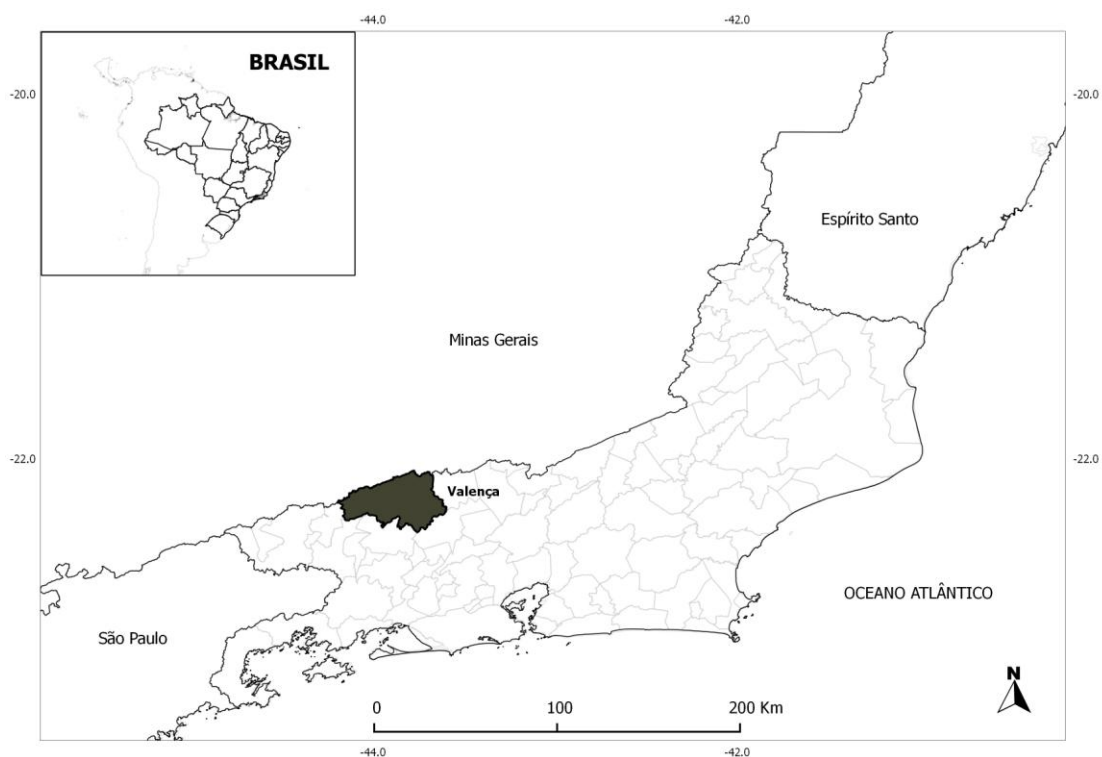 -44.0
-42.0
BRASIL
-20.0
-20.0
Espírito Santo
Minas Gerais
-22.0
-22.0
Valença
OCEANO ATLÂNTICO
São Paulo
N
0
100
200 Km
-44.0
-42.0